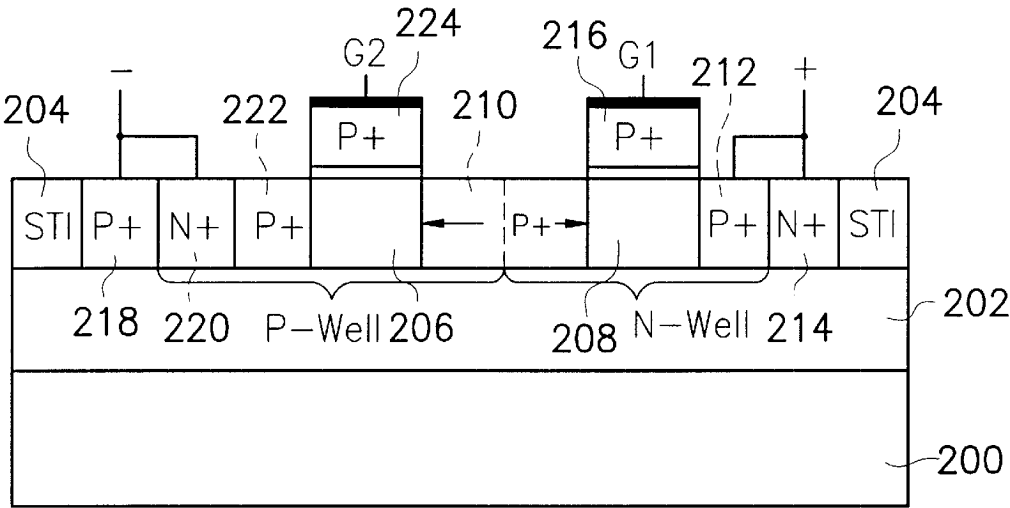 224
216
G2
G1
212
−
+
204
222
210
204
P+
P+
STI
P+
N+
P+
P+
P+
N+
STI
218
220
P-Well
206
208
N-Well
214
202
200